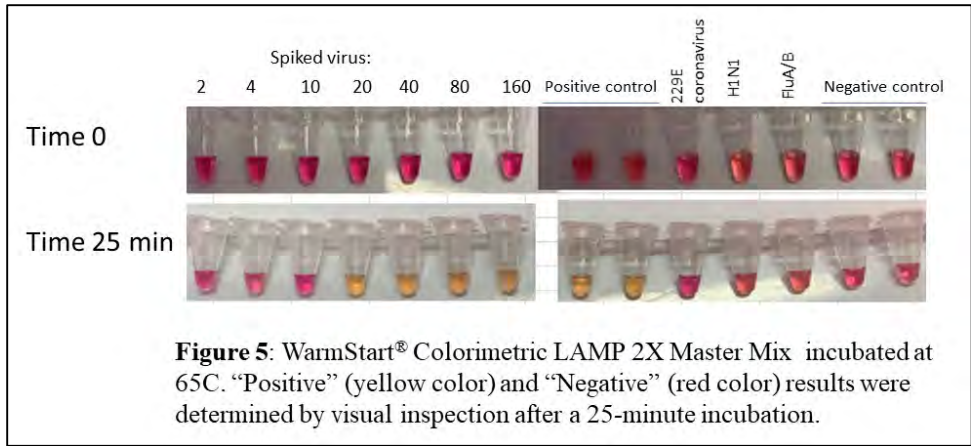 Spiked virus:
2 4 10 20 40 80 160
Positive control
229E
coronavirus
H1N1
FluA/B
Negative control
Time 0
Time 25 min
Figure 5: WarmStart® Colorimetric LAMP 2X Master Mix incubated at
65C. “Positive” (yellow color) and “Negative” (red color) results were
determined by visual inspection after a 25-minute incubation.